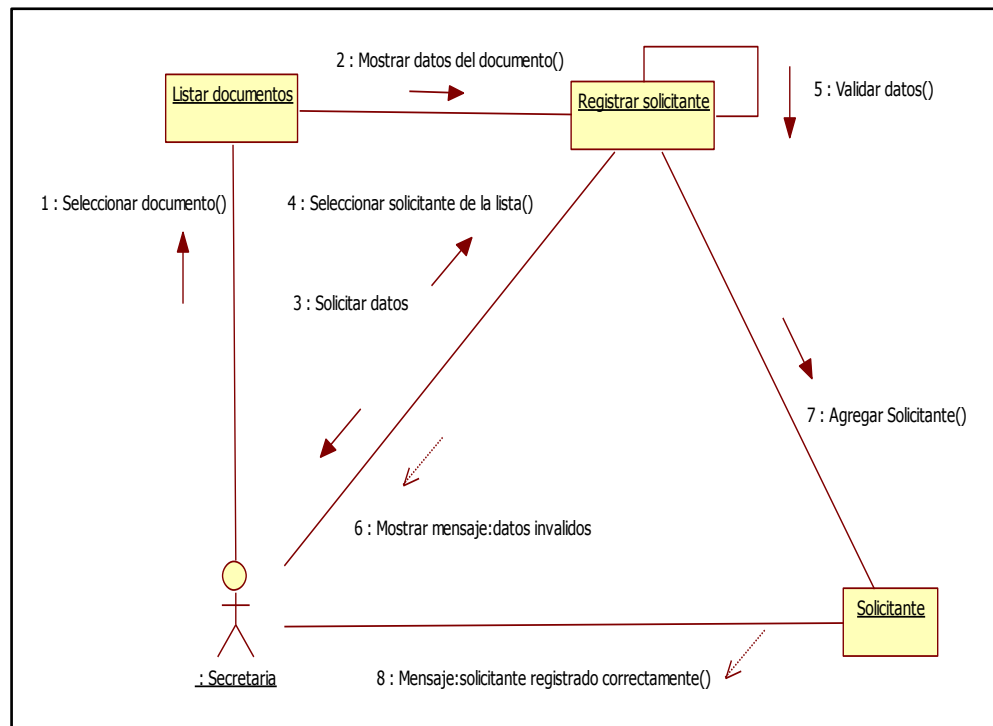 2 : Mostrar datos del documento()
Listar documentos
Registrar solicitante
5 : Validar datos()
1 : Seleccionar documento()
4 : Seleccionar solicitante de la lista()
3 : Solicitar datos
7 : Agregar Solicitante()
6 : Mostrar mensaje:datos invalidos
Solicitante
: Secretaria
8 : Mensaje:solicitante registrado correctamente()